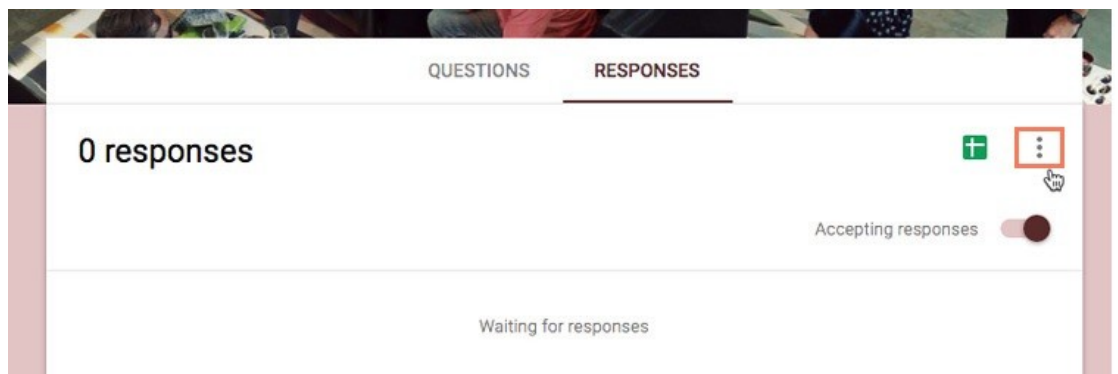 QUESTIONS RESPONSES
0 responses
Accepting responses
Waiting for responses